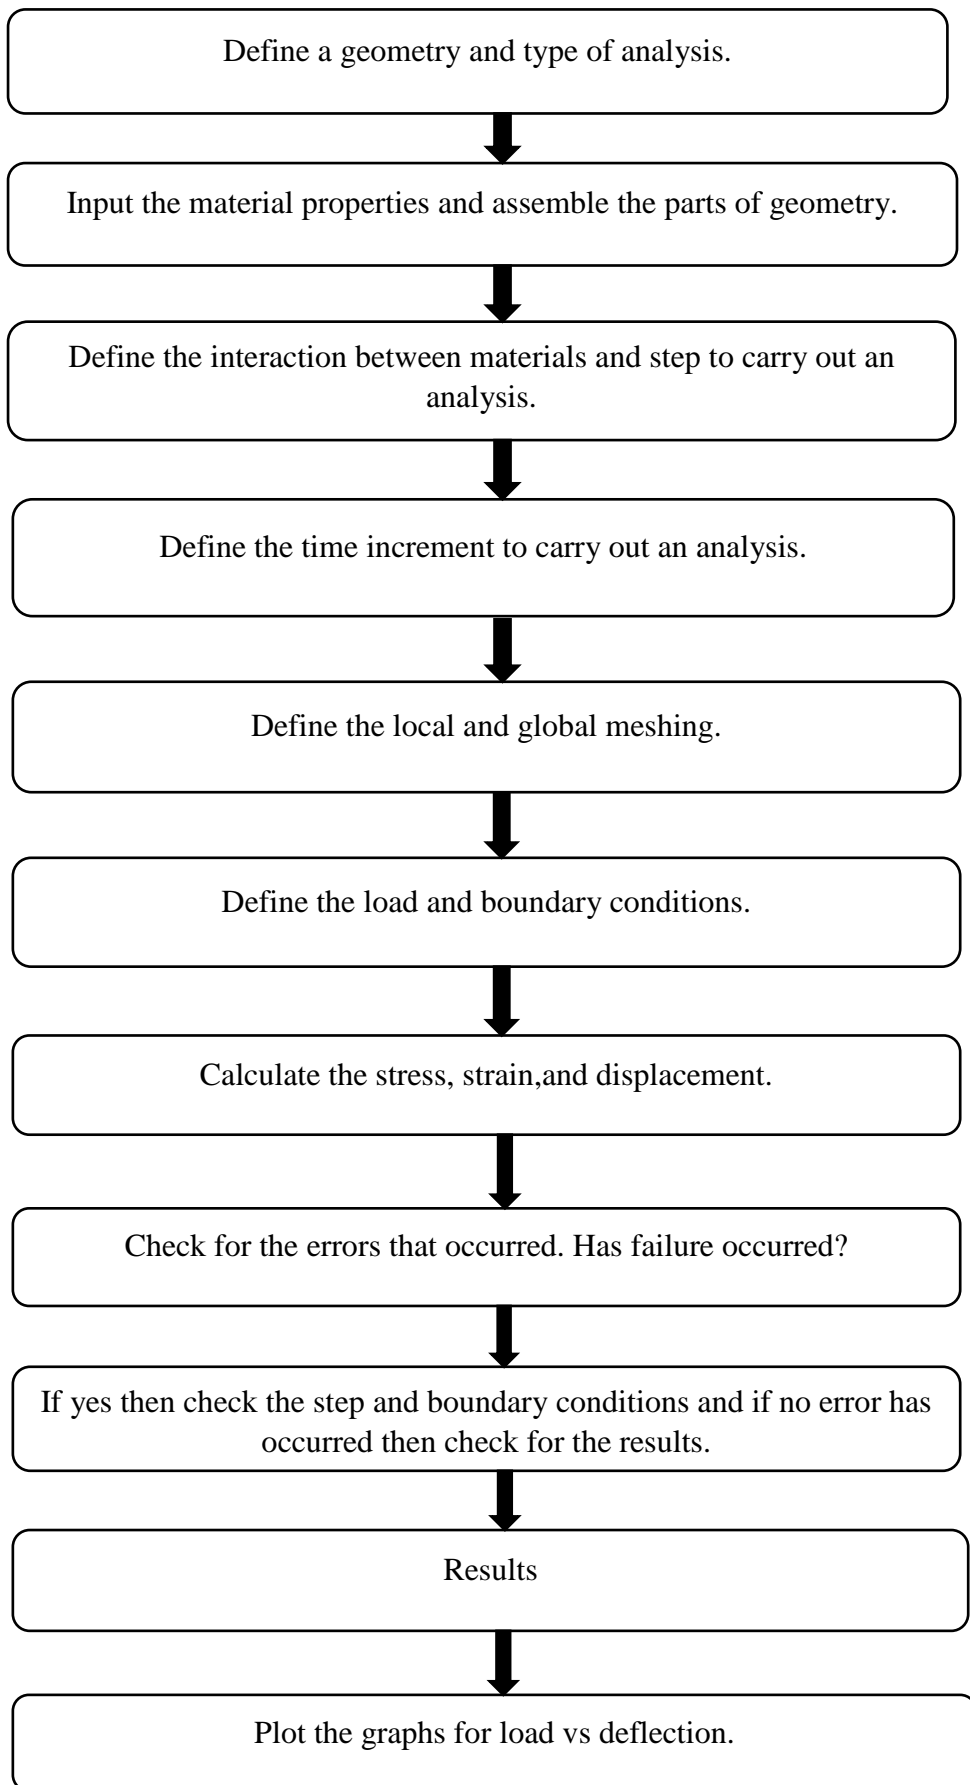 Define a geometry and type of analysis.
Input the material properties and assemble the parts of geometry.
Define the interaction between materials and step to carry out an
analysis.
Define the time increment to carry out an analysis.
Define the local and global meshing.
Define the load and boundary conditions.
Calculate the stress, strain,and displacement.
Check for the errors that occurred. Has failure occurred?
If yes then check the step and boundary conditions and if no error has
occurred then check for the results.
Results
Plot the graphs for load vs deflection.